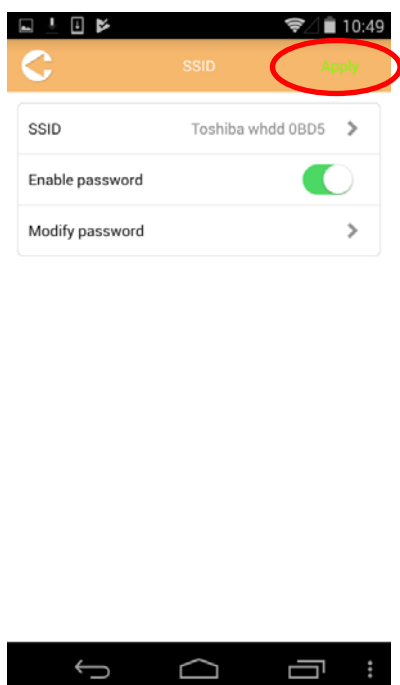 10:49
SSID Apply
SSID Toshiba whdd 0BD5
Enable password
Modify password